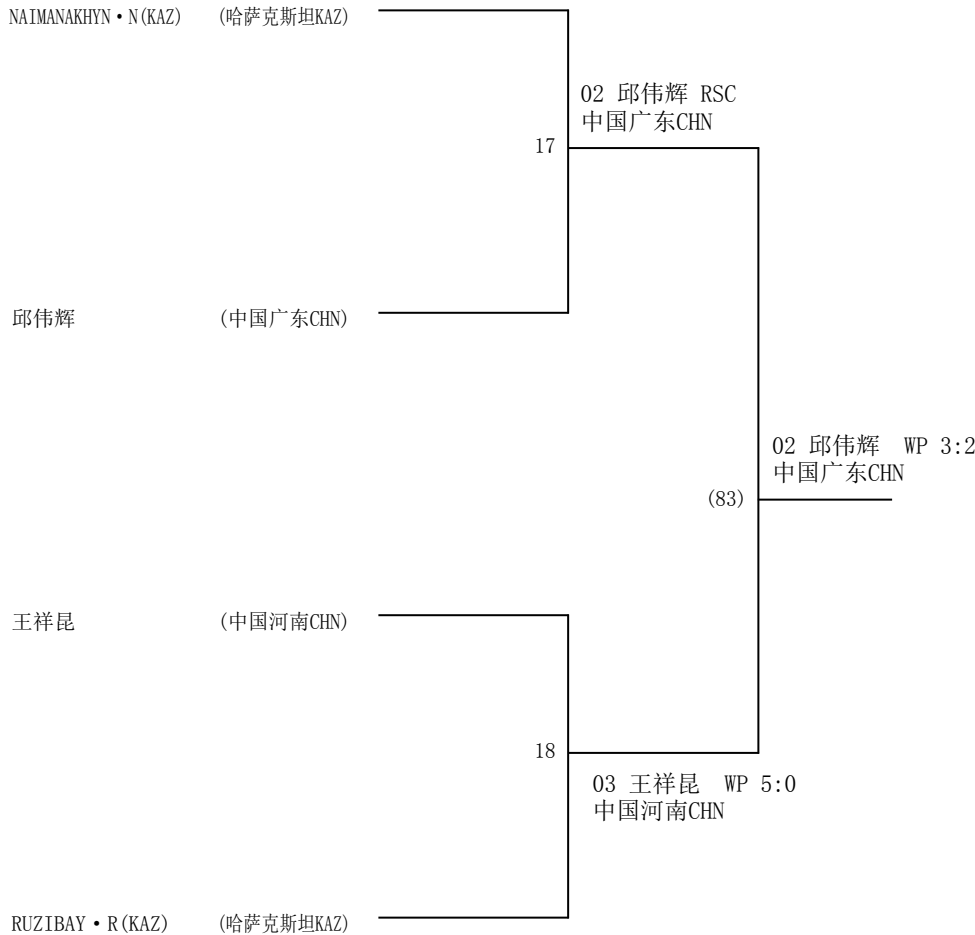 NAIMANAKHYN·N(KAZ) (哈萨克斯坦KAZ)
02 邱伟辉 RSC
中国广东CHN
17
邱伟辉 (中国广东CHN)
02 邱伟辉 WP 3:2
中国广东CHN
(83)
王祥昆 (中国河南CHN)
18
03 王祥昆 WP 5:0
中国河南CHN
RUZIBAY·R(KAZ) (哈萨克斯坦KAZ)